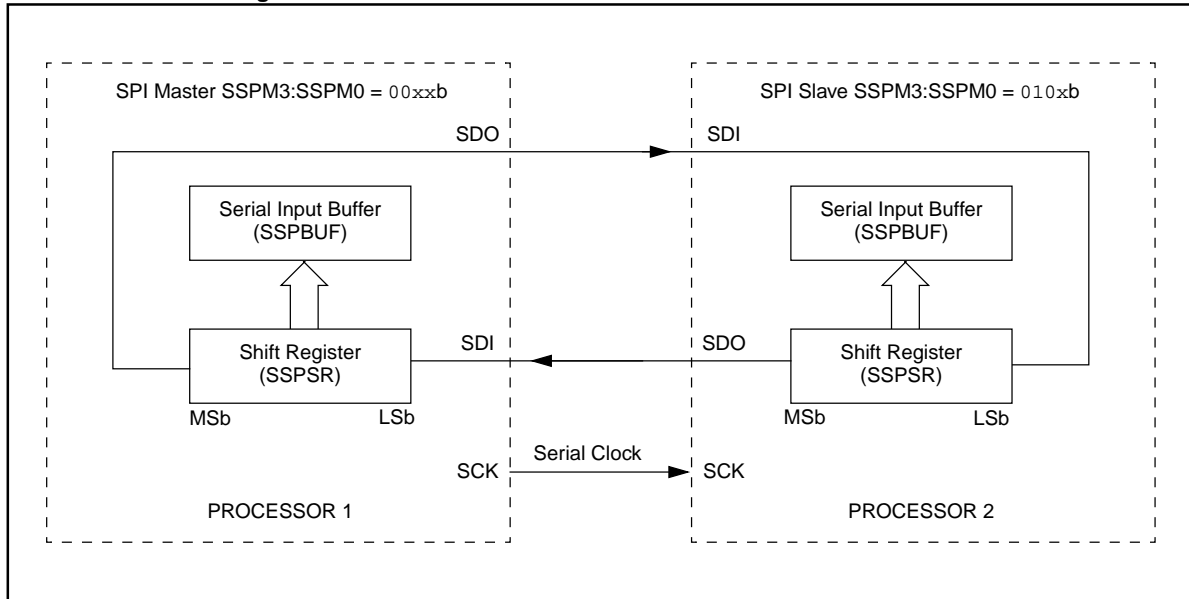 SPI Master SSPM3:SSPM0 = 00xxb
SPI Slave SSPM3:SSPM0 = 010xb
SDO
SDI
Serial Input Buffer
(SSPBUF)
Serial Input Buffer
(SSPBUF)
Shift Register
(SSPSR)
SDI
SDO
Shift Register
(SSPSR)
MSb
LSb
MSb
LSb
Serial Clock
SCK
SCK
PROCESSOR 1
PROCESSOR 2